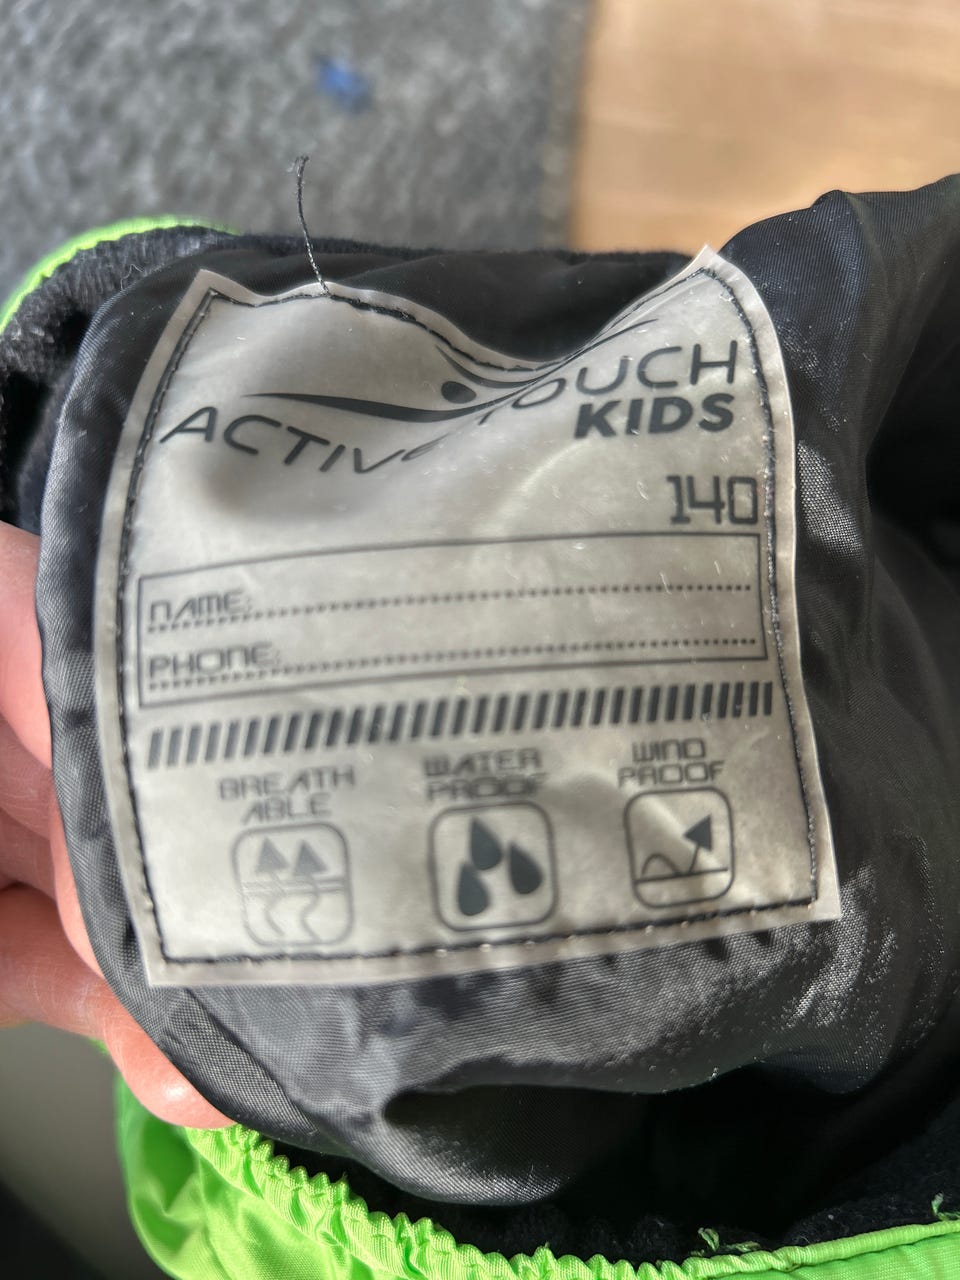 ACTIVE TOUCH
KIDS
140
NAME:
PHONE:
BREATH
ABLE
WATER
PROOF
WIND
PROOF